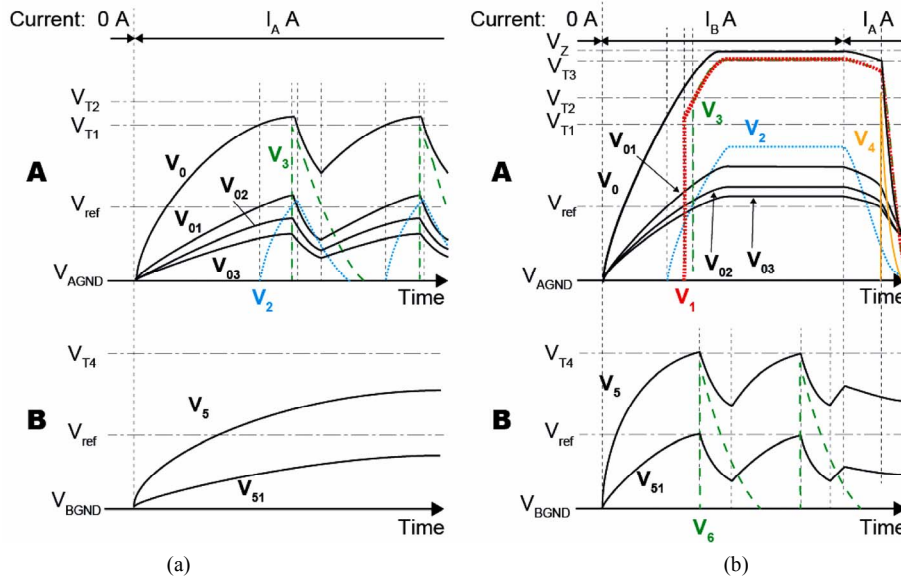 Current: 0 A I_A A
V_T2
V_T1
A
V_3
V_0
V_02
V_ref
V_01
V_03
V_AGND
Time
V_2
V_T4
V_5
B
V_ref
V_51
V_BGND
Time
(a)
Current: 0 A I_B A I_A A
V_Z
V_T3
V_T2
V_3
V_T1
V_2
V_4
V_01
A
V_0
V_ref
V_02
V_03
V_AGND
Time
V_1
V_T4
V_5
B
V_ref
V_51
V_BGND
Time
V_6
(b)